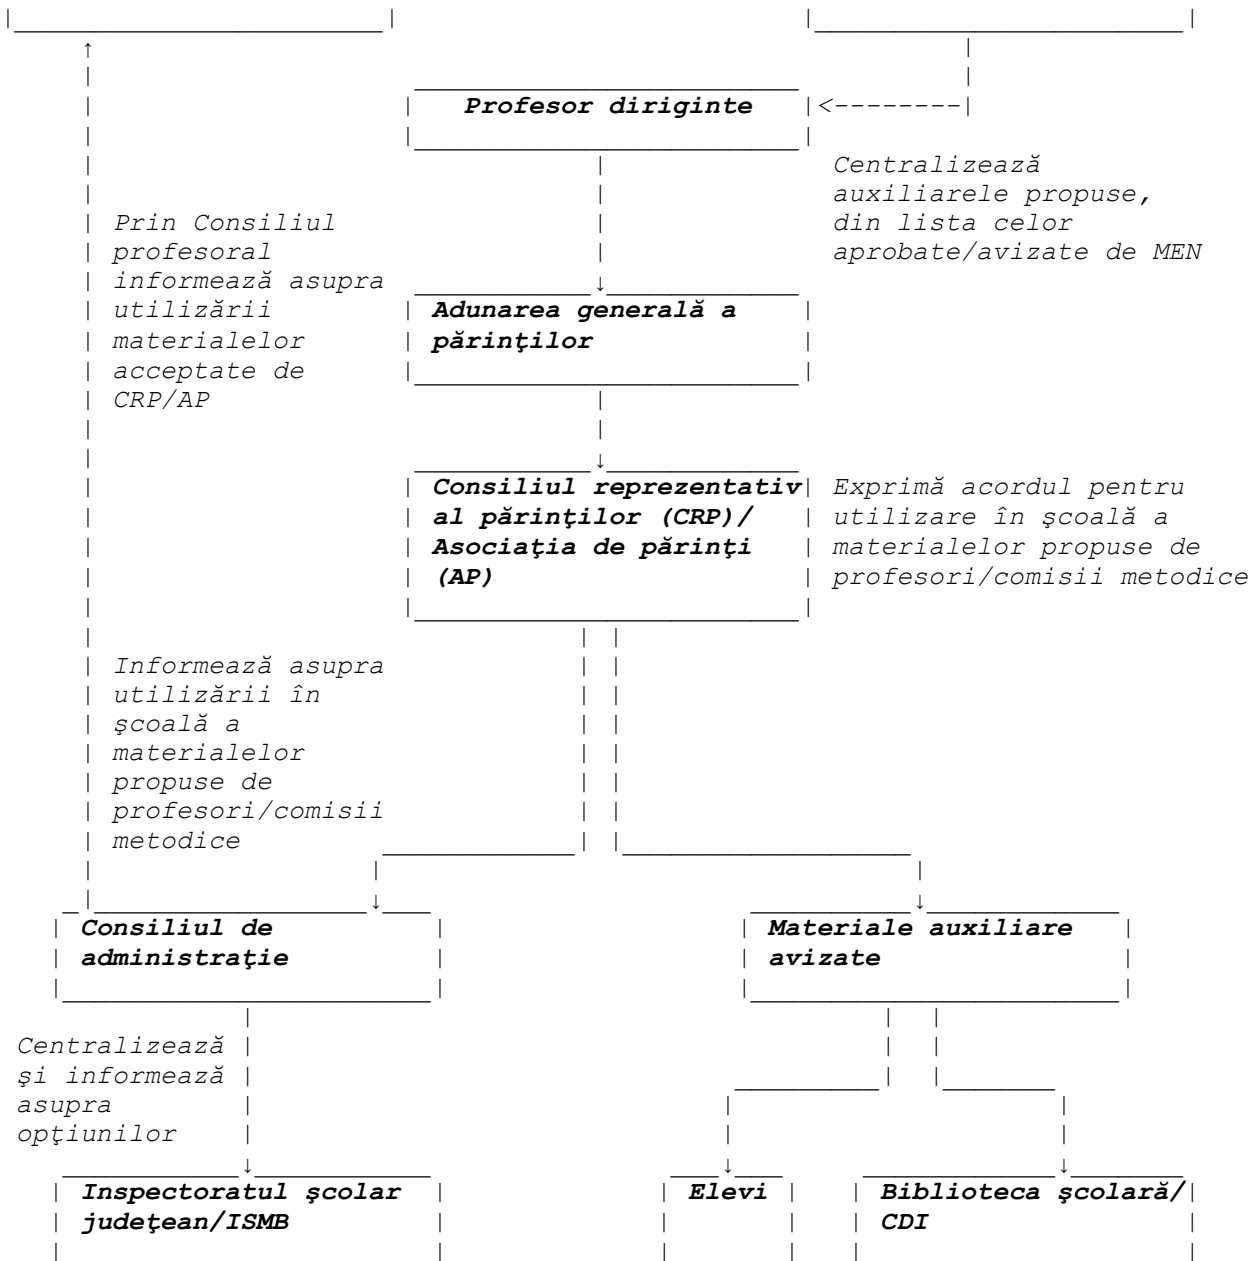 Profesor diriginte
Centralizează
auxiliarele propuse,
din lista celor
aprobate/avizate de MEN
Prin Consiliul
profesoral
informează asupra
utilizării
materialelor
acceptate de
CRP/AP
Adunarea generală a
părinţilor
Consiliul reprezentativ
al părinţilor (CRP)/
Asociaţia de părinţi
(AP)
Exprimă acordul pentru
utilizare în şcoală a
materialelor propuse de
profesori/comisii metodice
Informează asupra
utilizării în
şcoală a
materialelor
propuse de
profesori/comisii
metodice
Consiliul de
administraţie
Materiale auxiliare
avizate
Centralizează
şi informează
asupra
opţiunilor
Inspectoratul şcolar
judeţean/ISMB
Elevi
Biblioteca şcolară/
CDI